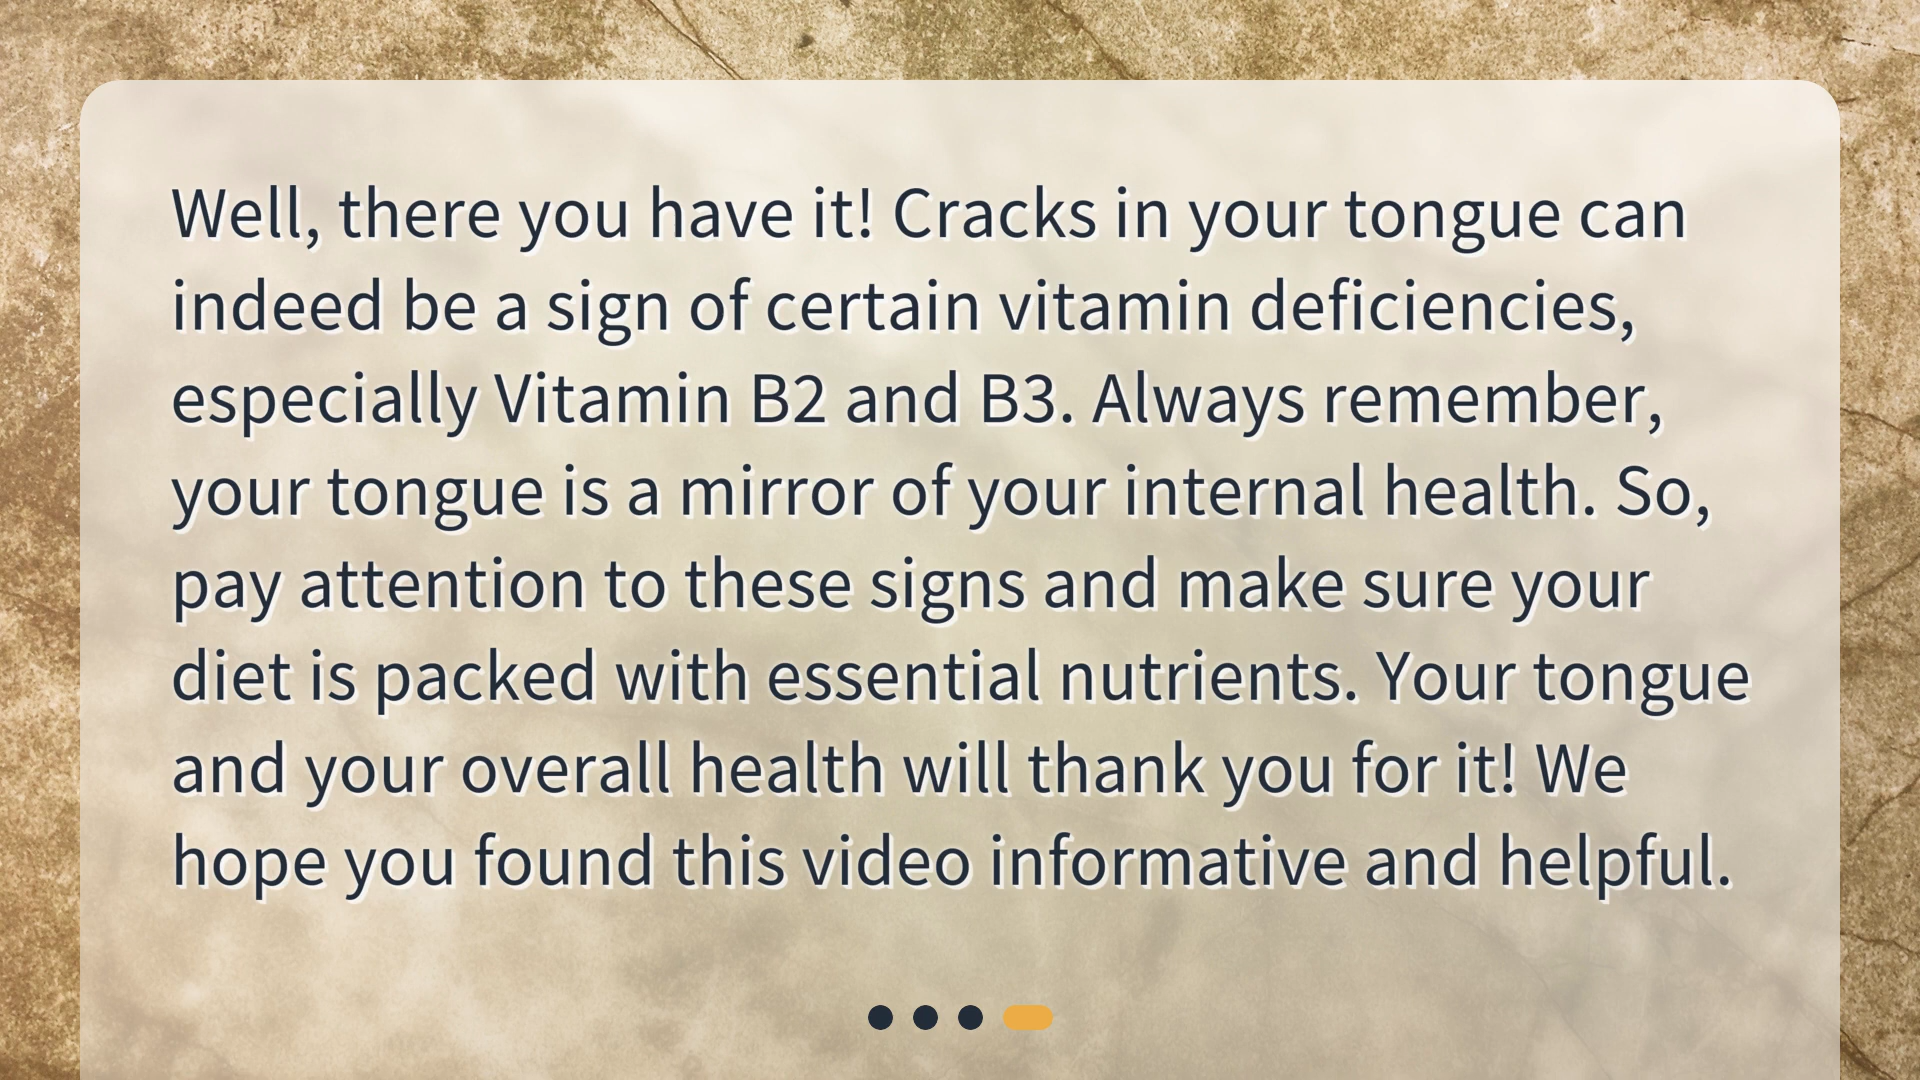 Well, there you have it! Cracks in your tongue can
indeed be a sign of certain vitamin deficiencies,
especially Vitamin B2 and B3. Always remember,
your tongue is a mirror of your internal health. So,
pay attention to these signs and make sure your
diet is packed with essential nutrients. Your tongue
and your overall health will thank you for it! We
hope you found this video informative and helpful.